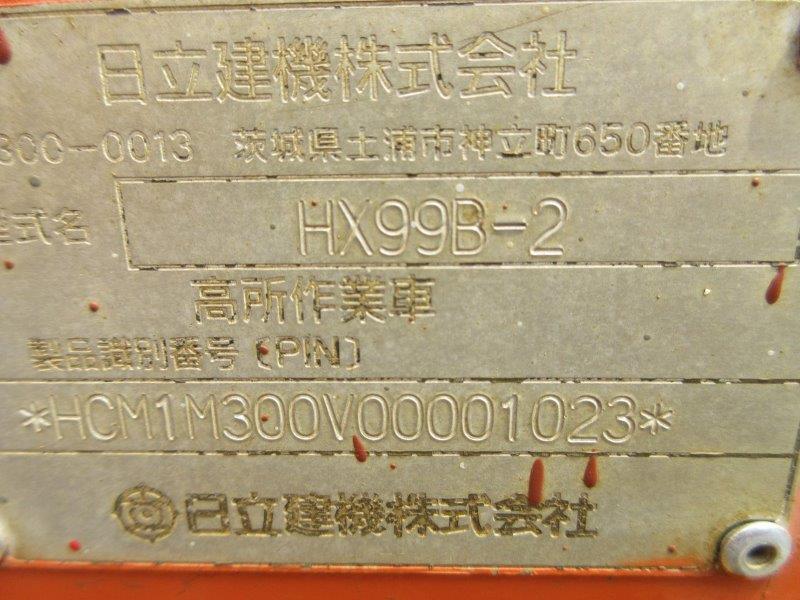 日立建機株式会社
300-0013 茨城県土浦市神立町650番地
型式名 HX99B-2
高所作業車
製品識別番号〔PIN〕
*HCM1M300V00001023*
日立建機株式会社